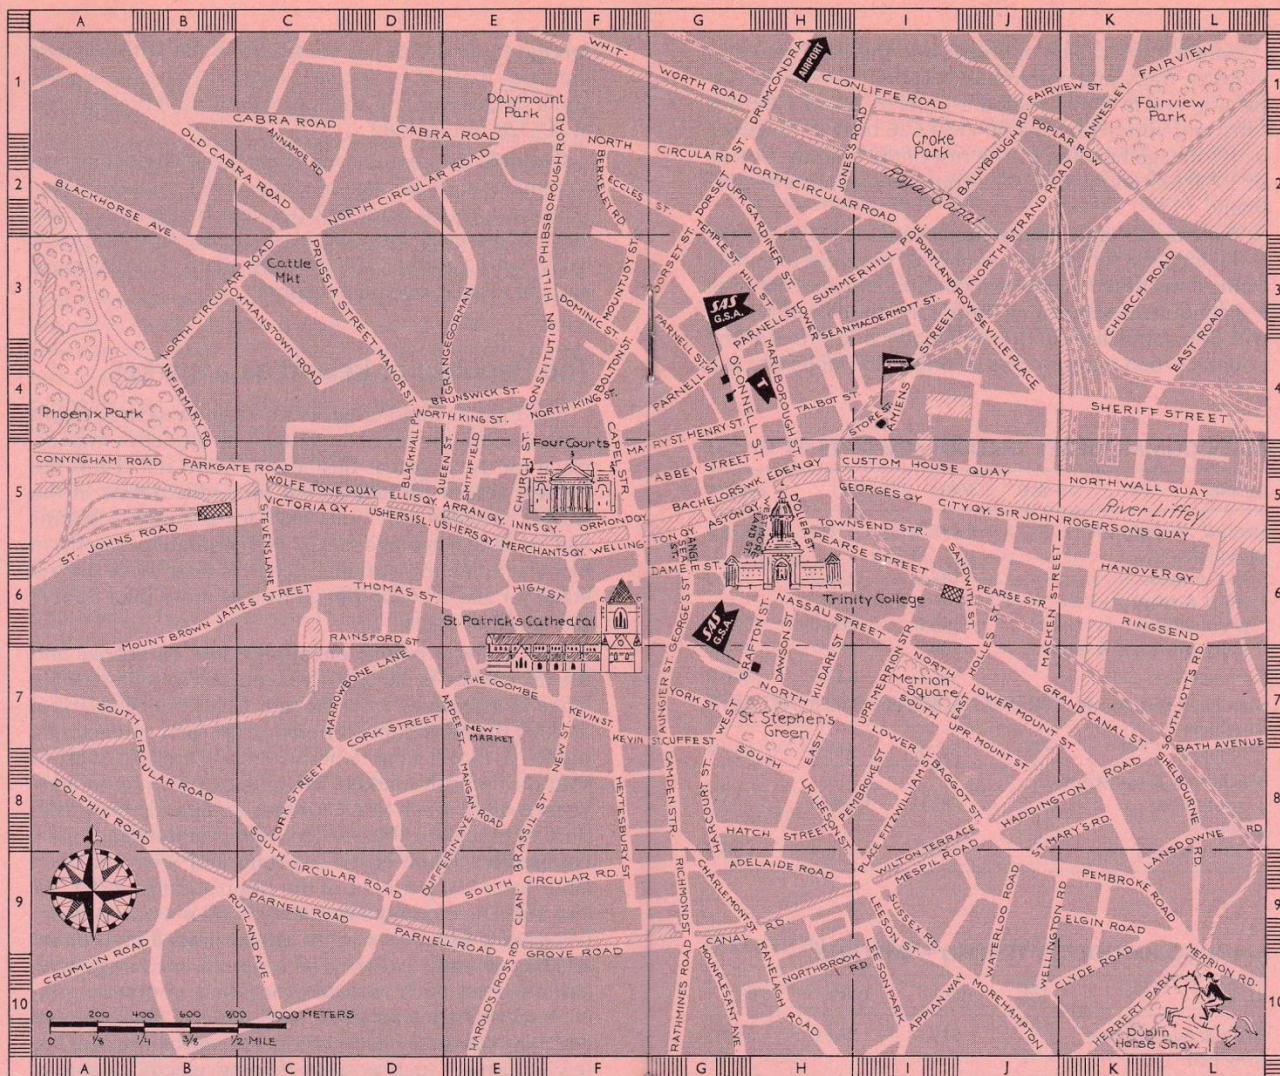 A B C D E F G H I J K L
1
2
3
4
5
6
7
8
9
10
WHIT-
WORTH ROAD
DRUMCONDRA
AIRPORT
CLONLIFFE ROAD
FAIRVIEW
FAIRVIEW ST.
ANNESLEY
Fairview
Park
Dalymount
Park
CABRA ROAD
CABRA ROAD
OLD CABRA ROAD
ANNAMOE RD
NORTH
CIRCULA RD.
ST.
JONES'S ROAD
Croke
Park
BALLYBOUGH RD
POPLAR ROW
BLACKHORSE AVE.
NORTH CIRCULAR ROAD
PHIBSBOROUGH ROAD
BERKELEY RD
ECCLES ST.
DORSET
UPR. GARDINER ST.
NORTH CIRCULAR ROAD
Royal Canal
NORTH STRAND ROAD
Cattle
Mkt.
NORTH CIRCULAR ROAD
OXMANSTOWN ROAD
PRUSSIA STREET
MANOR ST.
GRANGEGORMAN
CONSTITUTION HILL
MOUNTJOY ST.
DOMINIC ST.
DORSET ST.
TEMPLE ST.
HILL ST.
SUMMERHILL
PDE
PORTLAND ROW
SEVILLE PLACE
CHURCH ROAD
EAST ROAD
SAS
G.S.A.
PARNELL ST.
PARNELL ST.
LOWER
SEAN MACDERMOTT ST.
STREET
INFIRMARY RD
Phoenix Park
BRUNSWICK ST.
NORTH KING ST.
NORTH KING ST.
BOLTON ST.
PARNELL ST.
O'CONNELL ST.
T
MARLBOROUGH ST.
TALBOT ST.
STORE ST.
AMIENS
SHERIFF STREET
BLACKHALL PL
QUEEN ST.
SMITHFIELD
CHURCH ST.
Four Courts
CAPEL STR.
MA
RY ST. HENRY ST.
ABBEY STREET
CONYNGHAM ROAD
PARKGATE ROAD
WOLFE TONE QUAY
ELLIS QY.
ARRAN QY.
INNS QY.
ORMOND QY
BACHELORS WK.
EDEN QY
CUSTOM HOUSE QUAY
NORTH WALL QUAY
VICTORIA QY.
USHERS ISL.
USHERS QY
MERCHANTS QY.
WELLING
TON QY
ASTON QY
GEORGES QY
CITY QY.
SIR JOHN ROGERSONS QUAY
River Liffey
ST. JOHNS ROAD
STEVENS LANE
D'OLIER ST.
TOWNSEND STR.
PEARSE STREET
HANOVER QY.
DAME ST.
SANDWITH ST.
PEARSE STR
MACKEN STREET
RINGSEND
Trinity College
MOUNT BROWN JAMES STREET
THOMAS ST.
HIGH ST
St. Patrick's Cathedral
RAINSFORD ST
MARROWBONE LANE
SAS
G.S.A.
GEORGES ST
GRAFTON ST.
NASSAU STREET
DAWSON ST
KILDARE ST
UPR. MERRION STR
NORTH
HOLLES ST
Merrion
Square
SOUTH
EAST
LOWER MOUNT ST
GRAND CANAL ST
SOUTH LOTTS RD.
BATH AVENUE
THE COOMBE
ARDEE ST.
CORK STREET
NEW-
MARKET
KEVIN ST.
KEVIN ST.
CUFFE ST
AUNGIER ST
YORK ST.
WEST
NORTH
St. Stephen's
Green
SOUTH
EAST
LOWER
BAGGOT ST
UPR MOUNT ST
SOUTH CIRCULAR ROAD
DOLPHIN ROAD
CORK STREET
MANGAN ROAD
NEW ST.
CLAN-
BRASSIL ST.
HEYTESBURY ST
CAMDEN STR
HARCOURT ST.
HATCH STREET
LR. LEESON ST.
PEMBROKE ST
FITZWILLIAM ST
PLACE
HADDINGTON
ROAD
SHELBOURNE
RD
ST. MARY'S RD.
LANSDOWNE RD
SOUTH CIRCULAR ROAD
DUFFERIN AVE
SOUTH CIRCULAR RD.
ADELAIDE ROAD
WILTON TERRACE
MESPIL ROAD
PEMBROKE ROAD
PARNELL ROAD
PARNELL ROAD
GROVE ROAD
CANAL RD.
RUTLAND AVE.
CRUMLIN ROAD
HAROLD'S CROSS RD
RICHMOND ST
CHARLEMONT ST
RATHMINES ROAD
MOUNPLESANT AVE
RANELAGH
ROAD
NORTHBROOK
RD
SUSSEX RD
LEESON ST.
LEESON PARK
APPIAN WAY
WATERLOO ROAD
WELLINGTON RD
MOREHAMPTON
ELGIN ROAD
CLYDE ROAD
MERRION RD.
HERBERT PARK
Dublin
Horse Show
0 200 400 600 800 1000 METERS
0 1/8 1/4 3/8 1/2 MILE
A B C D E F G H I J K L